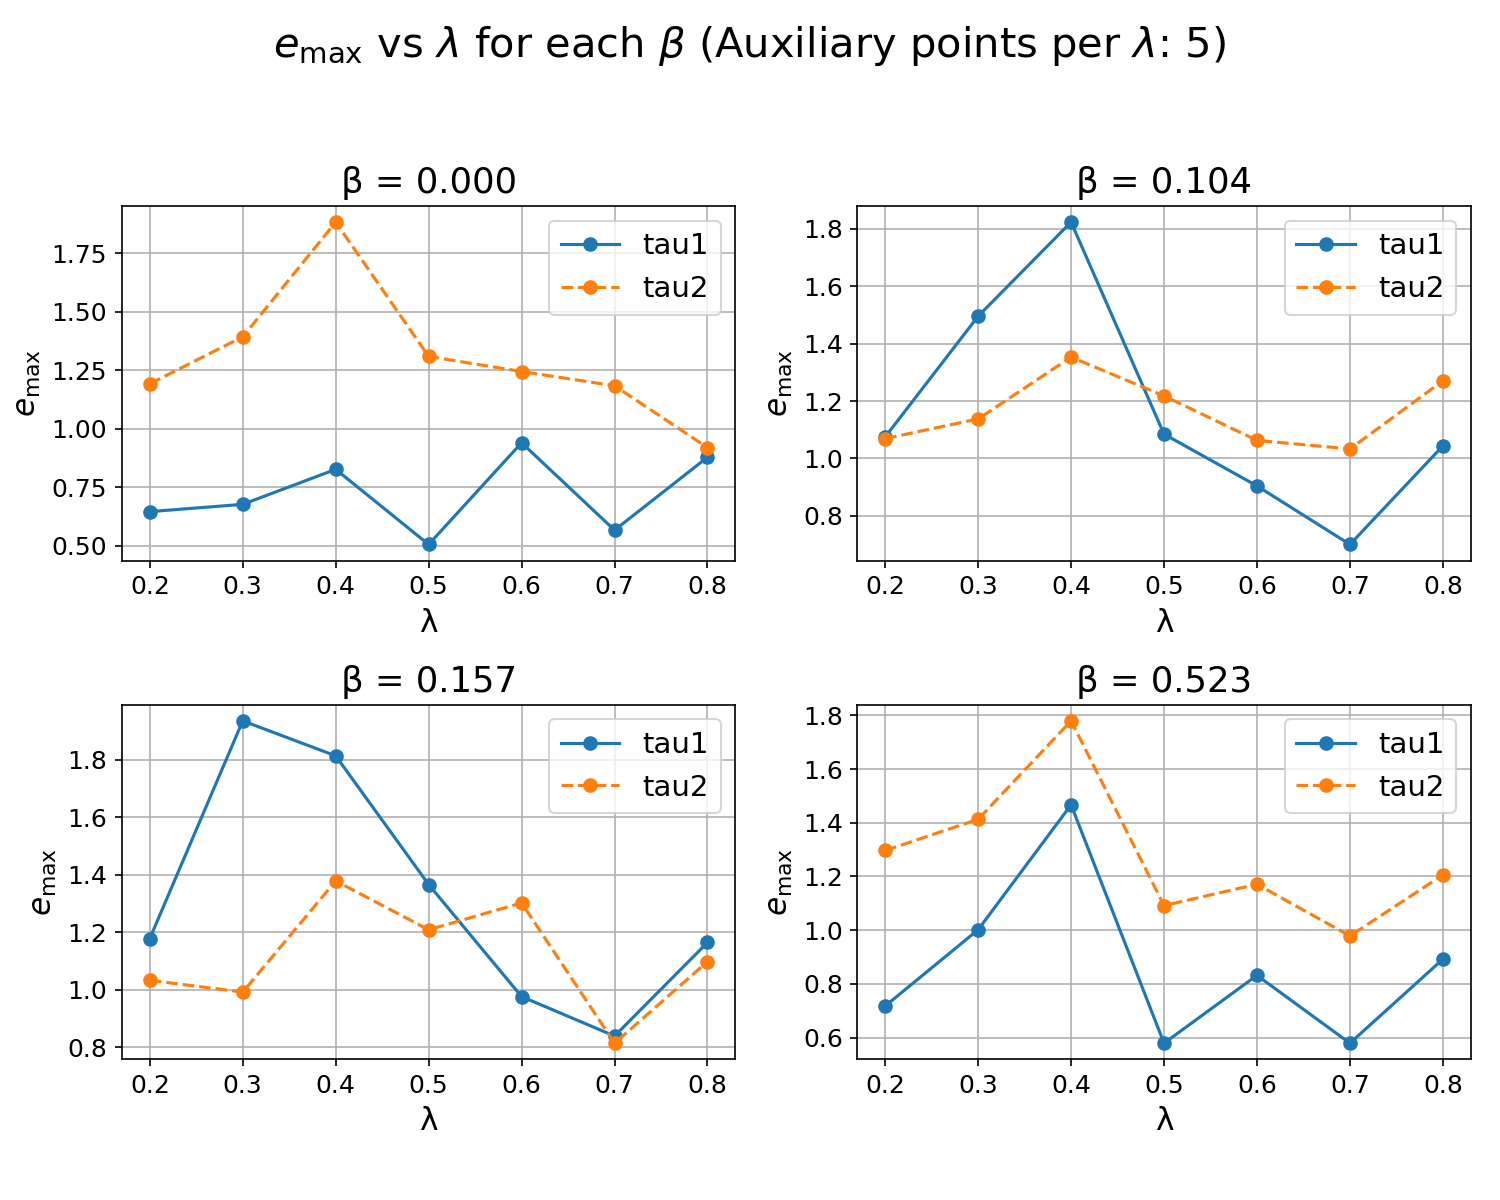 e_max vs λ for each β (Auxiliary points per λ: 5)
β = 0.000
e_max
1.75
1.50
1.25
1.00
0.75
0.50
0.2 0.3 0.4 0.5 0.6 0.7 0.8
λ
tau1
tau2
β = 0.104
e_max
1.8
1.6
1.4
1.2
1.0
0.8
0.2 0.3 0.4 0.5 0.6 0.7 0.8
λ
tau1
tau2
β = 0.157
e_max
1.8
1.6
1.4
1.2
1.0
0.8
0.2 0.3 0.4 0.5 0.6 0.7 0.8
λ
tau1
tau2
β = 0.523
e_max
1.8
1.6
1.4
1.2
1.0
0.8
0.6
0.2 0.3 0.4 0.5 0.6 0.7 0.8
λ
tau1
tau2